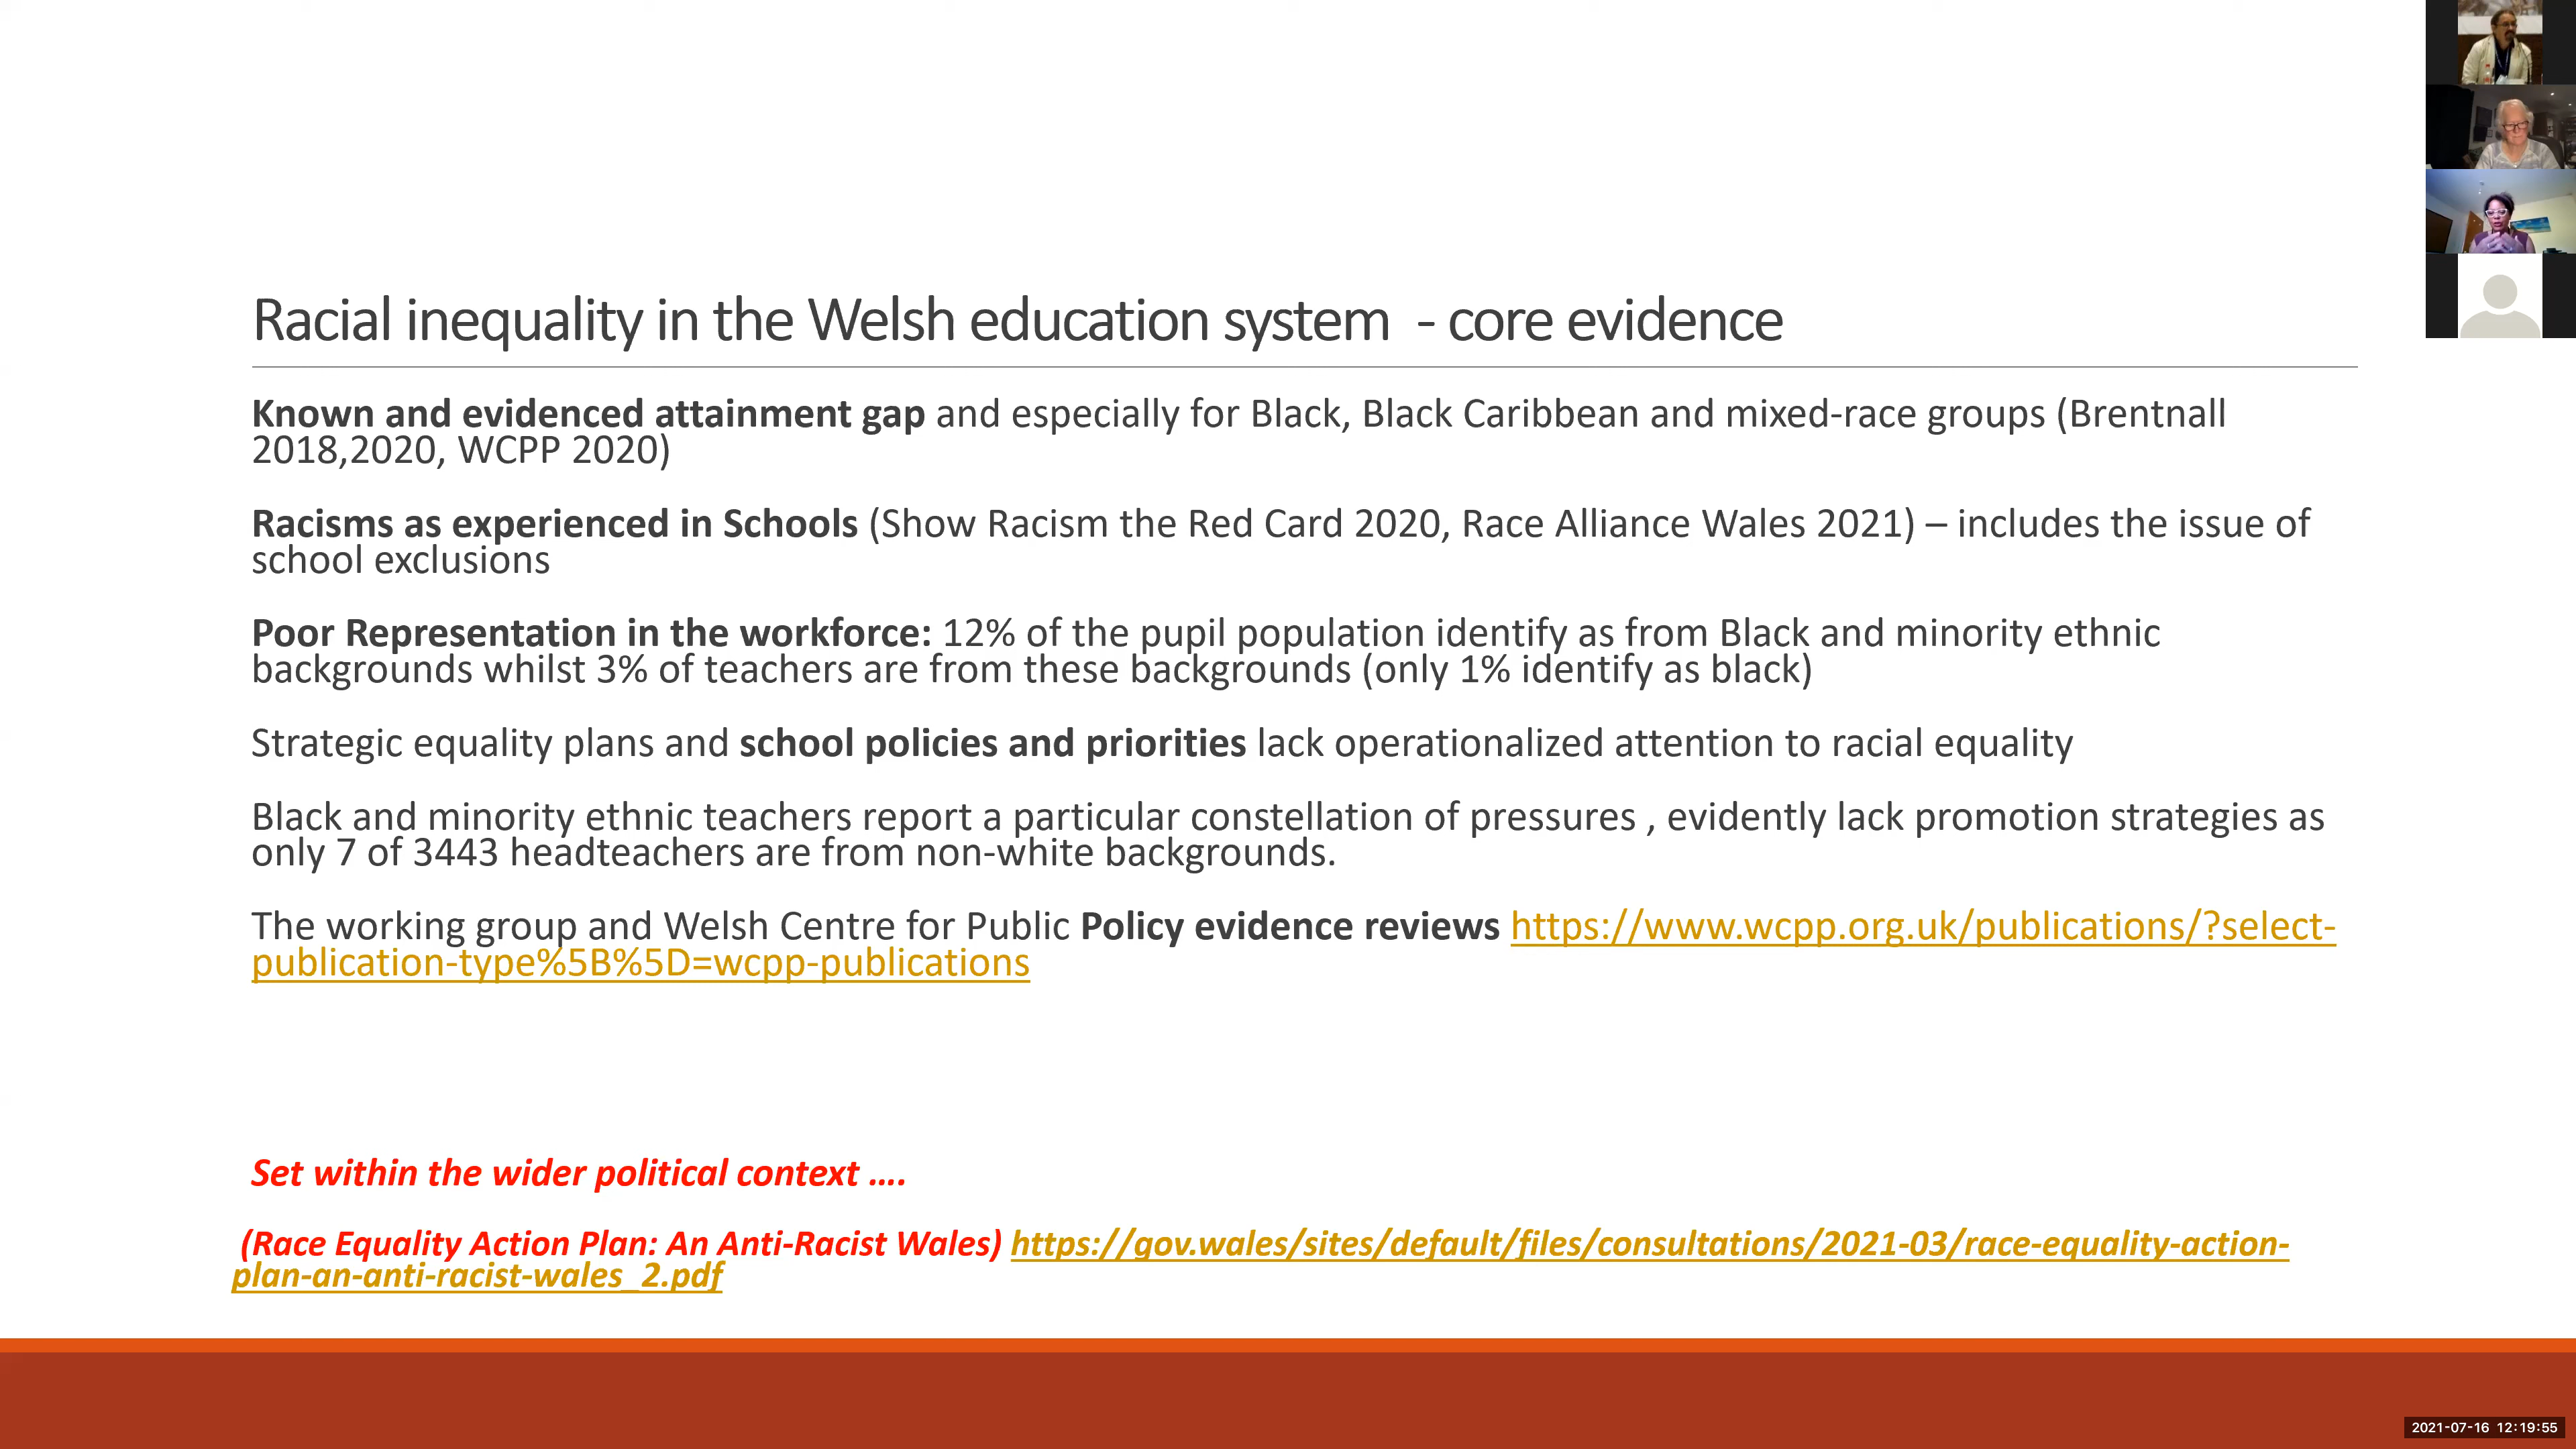 Racial inequality in the Welsh education system - core evidence
Known and evidenced attainment gap and especially for Black, Black Caribbean and mixed-race groups (Brentnall
2018,2020, WCPP 2020)
Racisms as experienced in Schools (Show Racism the Red Card 2020, Race Alliance Wales 2021) – includes the issue of
school exclusions
Poor Representation in the workforce: 12% of the pupil population identify as from Black and minority ethnic
backgrounds whilst 3% of teachers are from these backgrounds (only 1% identify as black)
Strategic equality plans and school policies and priorities lack operationalized attention to racial equality
Black and minority ethnic teachers report a particular constellation of pressures , evidently lack promotion strategies as
only 7 of 3443 headteachers are from non-white backgrounds.
The working group and Welsh Centre for Public Policy evidence reviews https://www.wcpp.org.uk/publications/?select-
publication-type%5B%5D=wcpp-publications
Set within the wider political context ….
(Race Equality Action Plan: An Anti-Racist Wales) https://gov.wales/sites/default/files/consultations/2021-03/race-equality-action-
plan-an-anti-racist-wales_2.pdf
2021-07-16 12:19:55